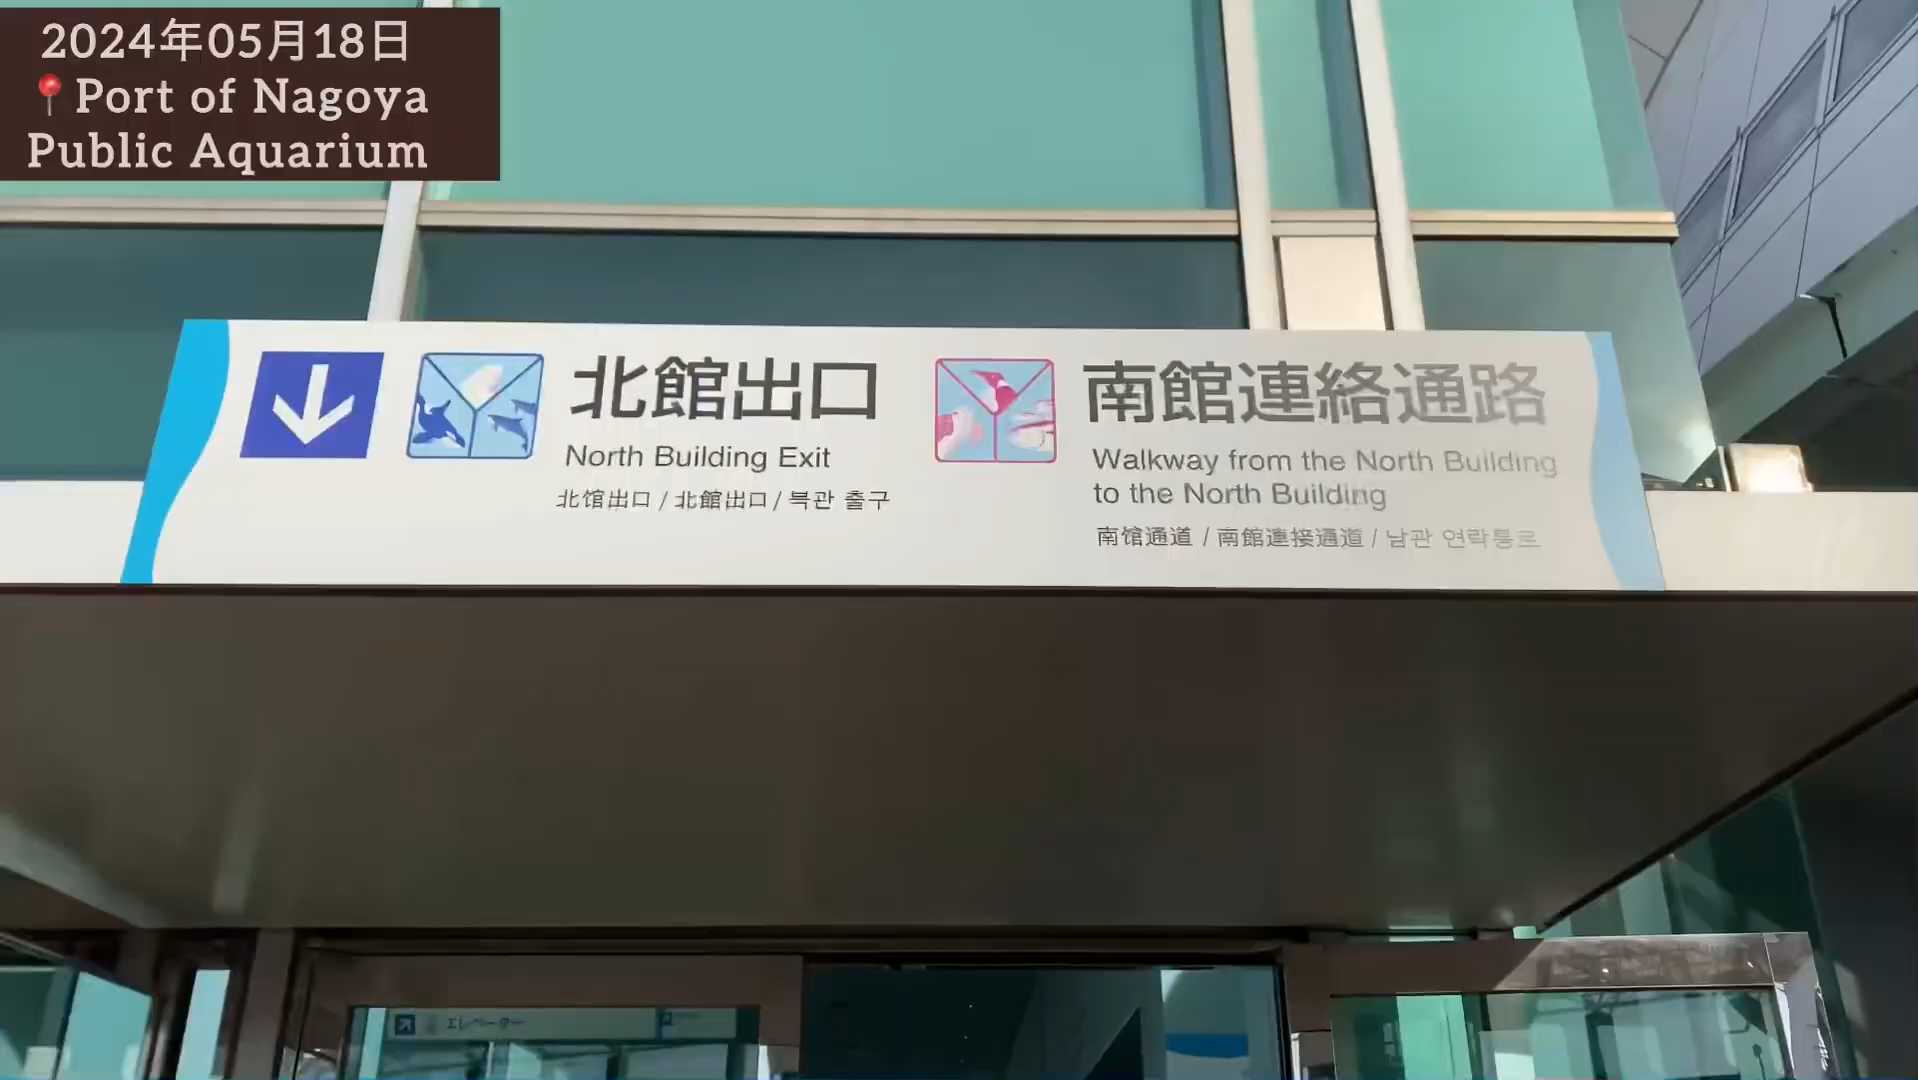 2024年05月18日
📍Port of Nagoya
Public Aquarium
北館出口
North Building Exit
北馆出口 / 北館出口 / 북관 출구
南館連絡通路
Walkway from the North Building
to the North Building
南馆通道 / 南館連接通道 / 남관 연락통로
エレベーター